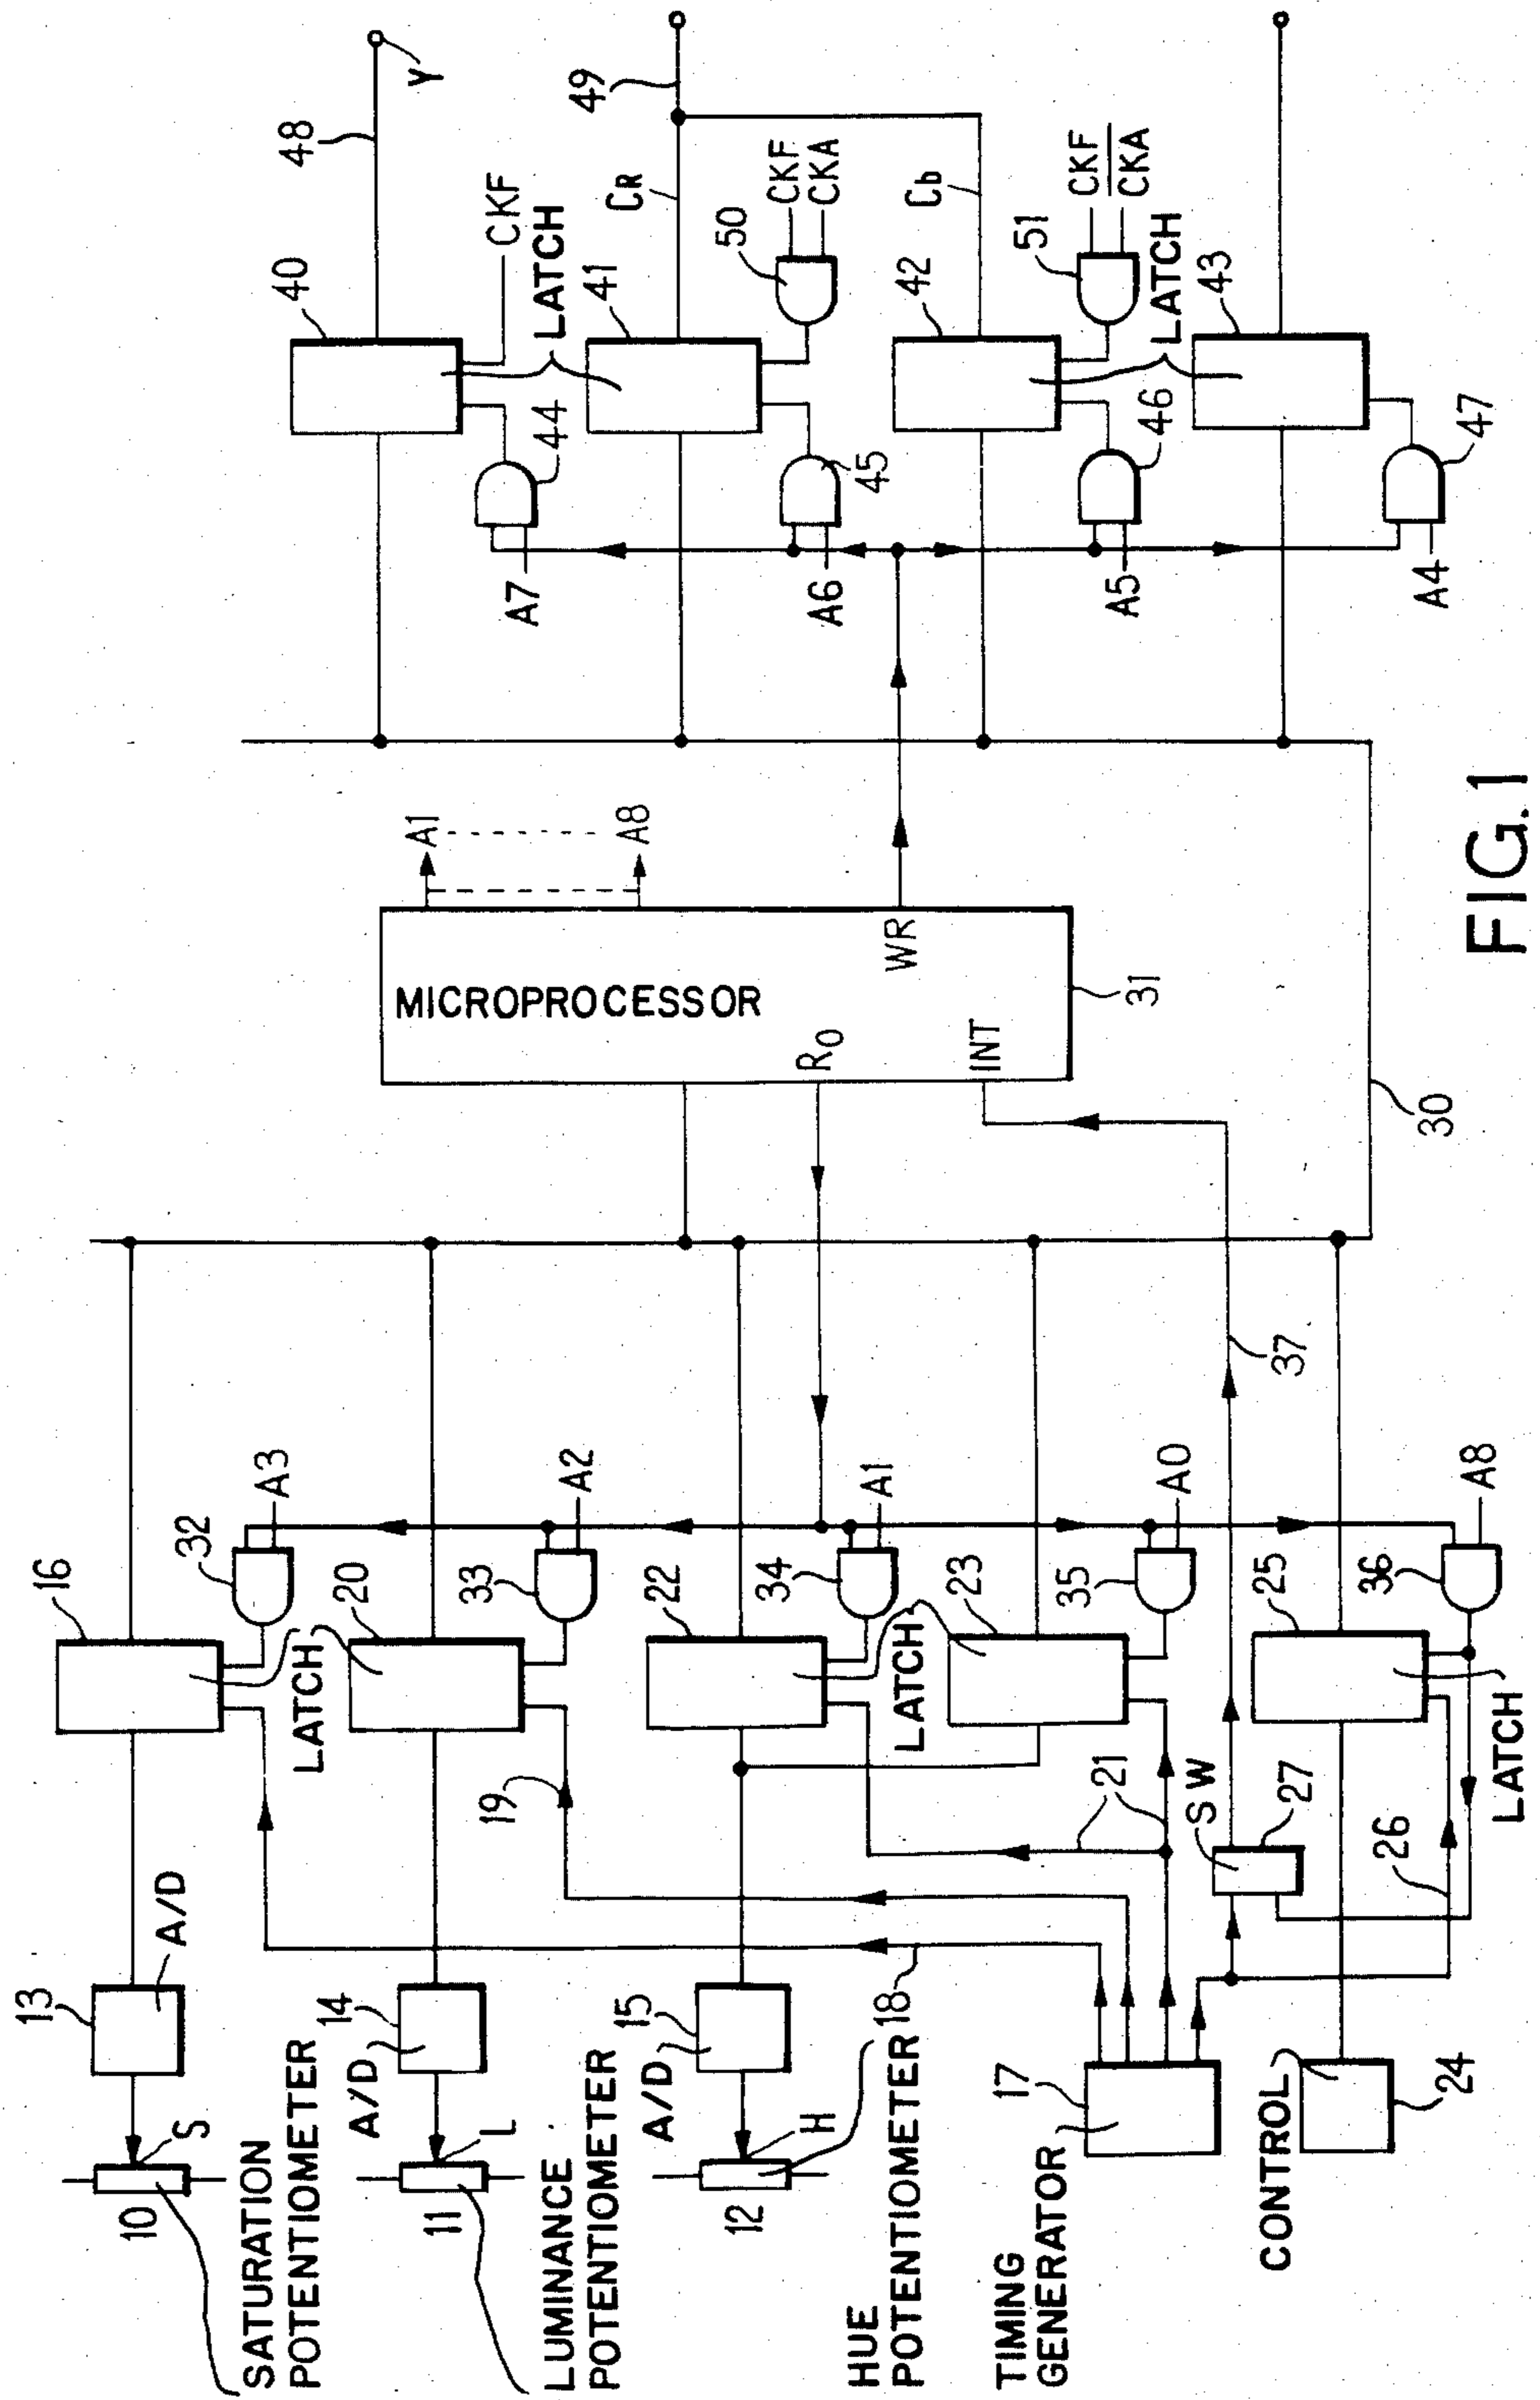 13
A/D
16
32
A3
SATURATION
POTENTIOMETER
10
S
LATCH
20
33
A2
14
A/D
19
LUMINANCE
POTENTIOMETER
11
L
22
34
A1
15
A/D
LATCH
23
35
A0
HUE
POTENTIOMETER
12
H
18
21
SW
27
25
36
A8
TIMING
GENERATOR
17
37
26
LATCH
CONTROL
24
MICROPROCESSOR
R0
WR
INT
31
30
A1
A8
40
48
Y
CKF
LATCH
44
A7
41
CR
49
50
CKF
CKA
45
A6
42
Cb
51
CKF
CKA
LATCH
46
A5
43
47
A4
FIG. 1